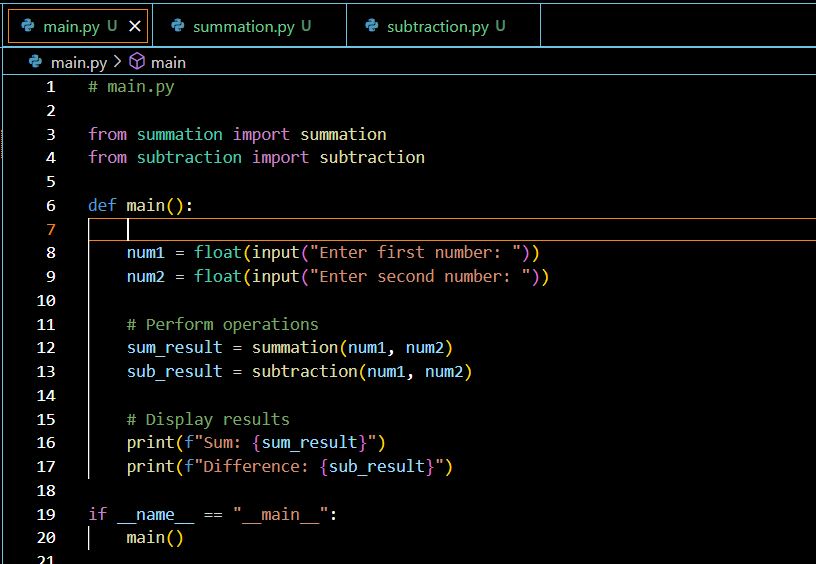 main.py U
summation.py U
subtraction.py U
main.py > main
1 # main.py
2
3 from summation import summation
4 from subtraction import subtraction
5
6 def main():
7
8     num1 = float(input("Enter first number: "))
9     num2 = float(input("Enter second number: "))
10
11     # Perform operations
12     sum_result = summation(num1, num2)
13     sub_result = subtraction(num1, num2)
14
15     # Display results
16     print(f"Sum: {sum_result}")
17     print(f"Difference: {sub_result}")
18
19 if __name__ == "__main__":
20     main()
21